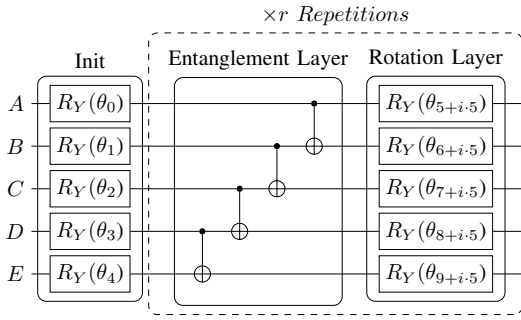 ×r Repetitions
Init
Entanglement Layer
Rotation Layer
A R_Y(θ_0) R_Y(θ_{5+i·5})
B R_Y(θ_1) R_Y(θ_{6+i·5})
C R_Y(θ_2) R_Y(θ_{7+i·5})
D R_Y(θ_3) R_Y(θ_{8+i·5})
E R_Y(θ_4) R_Y(θ_{9+i·5})